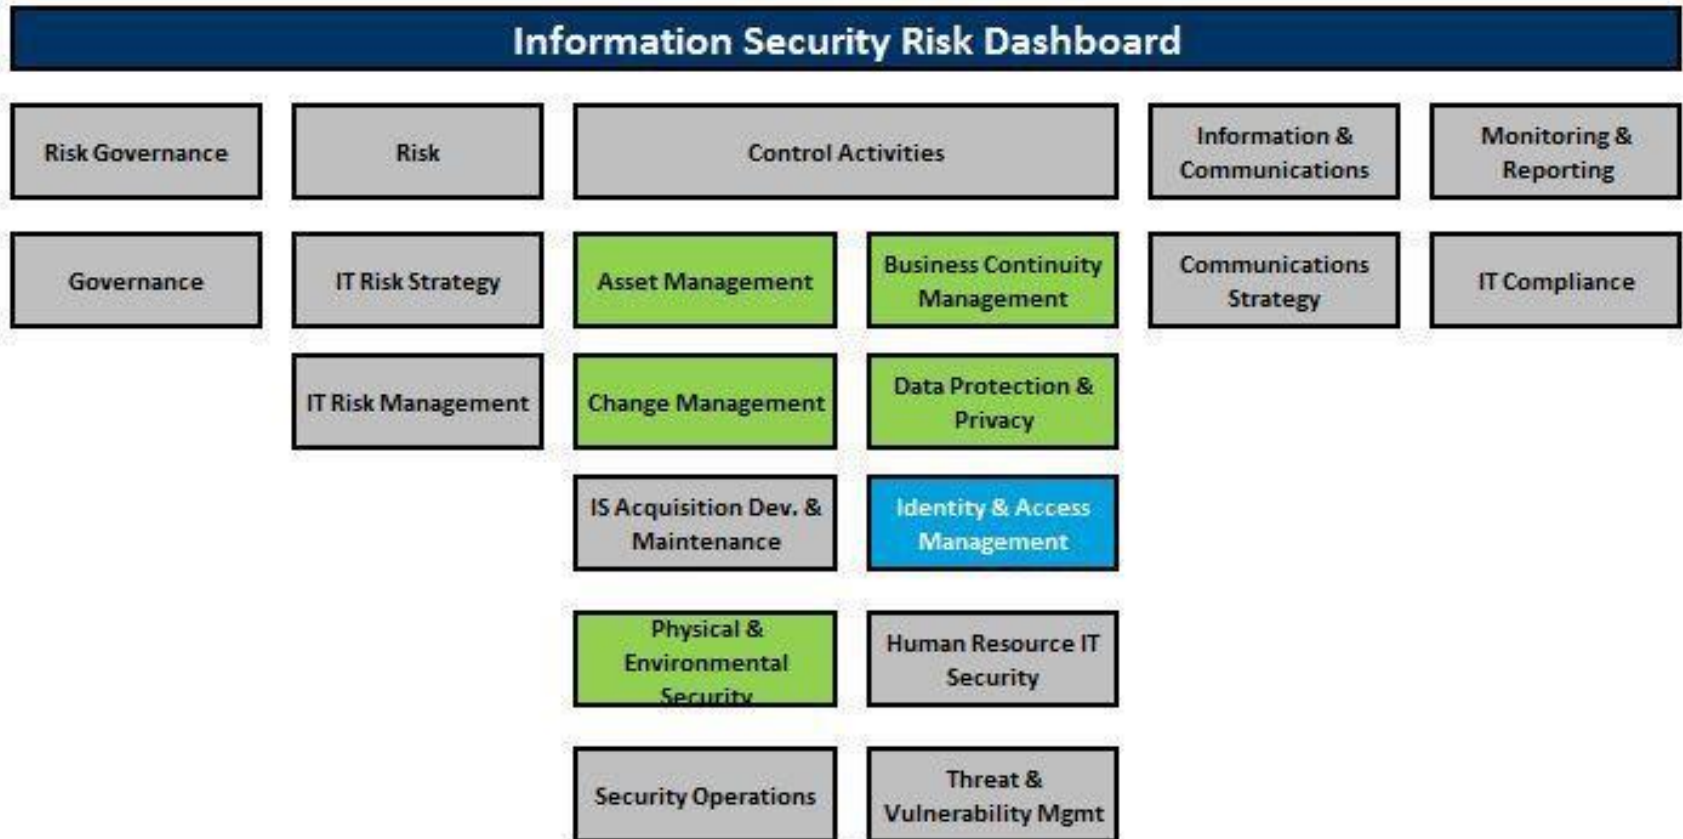 Information Security Risk Dashboard
Risk Governance
Risk
Control Activities
Information &
Communications
Monitoring &
Reporting
Governance
IT Risk Strategy
Asset Management
Business Continuity
Management
Communications
Strategy
IT Compliance
IT Risk Management
Change Management
Data Protection &
Privacy
IS Acquisition Dev. &
Maintenance
Identity & Access
Management
Physical &
Environmental
Security
Human Resource IT
Security
Security Operations
Threat &
Vulnerability Mgmt